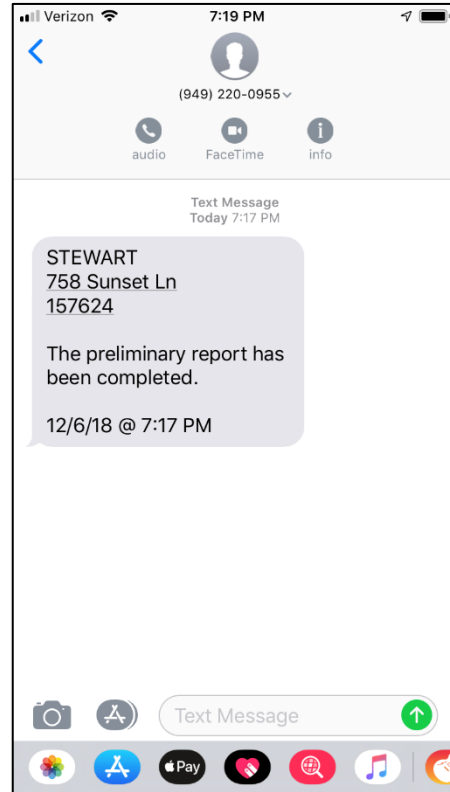 Verizon 7:19 PM
(949) 220-0955
audio FaceTime info
Text Message
Today 7:17 PM
STEWART
758 Sunset Ln
157624
The preliminary report has
been completed.
12/6/18 @ 7:17 PM
Text Message
Pay